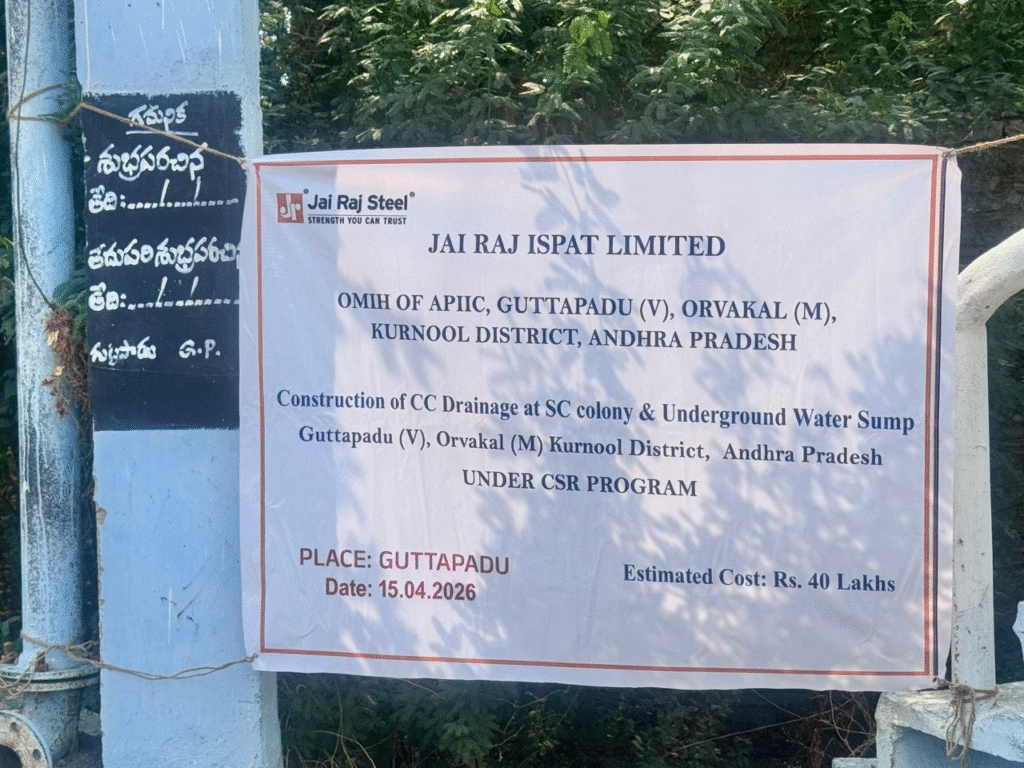 గమనిక
శుభ్రపరచిన
తేది:..../..../........
తదుపరి శుభ్రపరచిన
తేది:..../..../........
గుట్టపాడు G.P.
Jr Jai Raj Steel®
STRENGTH YOU CAN TRUST
JAI RAJ ISPAT LIMITED
OMIH OF APIIC, GUTTAPADU (V), ORVAKAL (M),
KURNOOL DISTRICT, ANDHRA PRADESH
Construction of CC Drainage at SC colony & Underground Water Sump
Guttapadu (V), Orvakal (M) Kurnool District, Andhra Pradesh
UNDER CSR PROGRAM
PLACE: GUTTAPADU
Date: 15.04.2026
Estimated Cost: Rs. 40 Lakhs